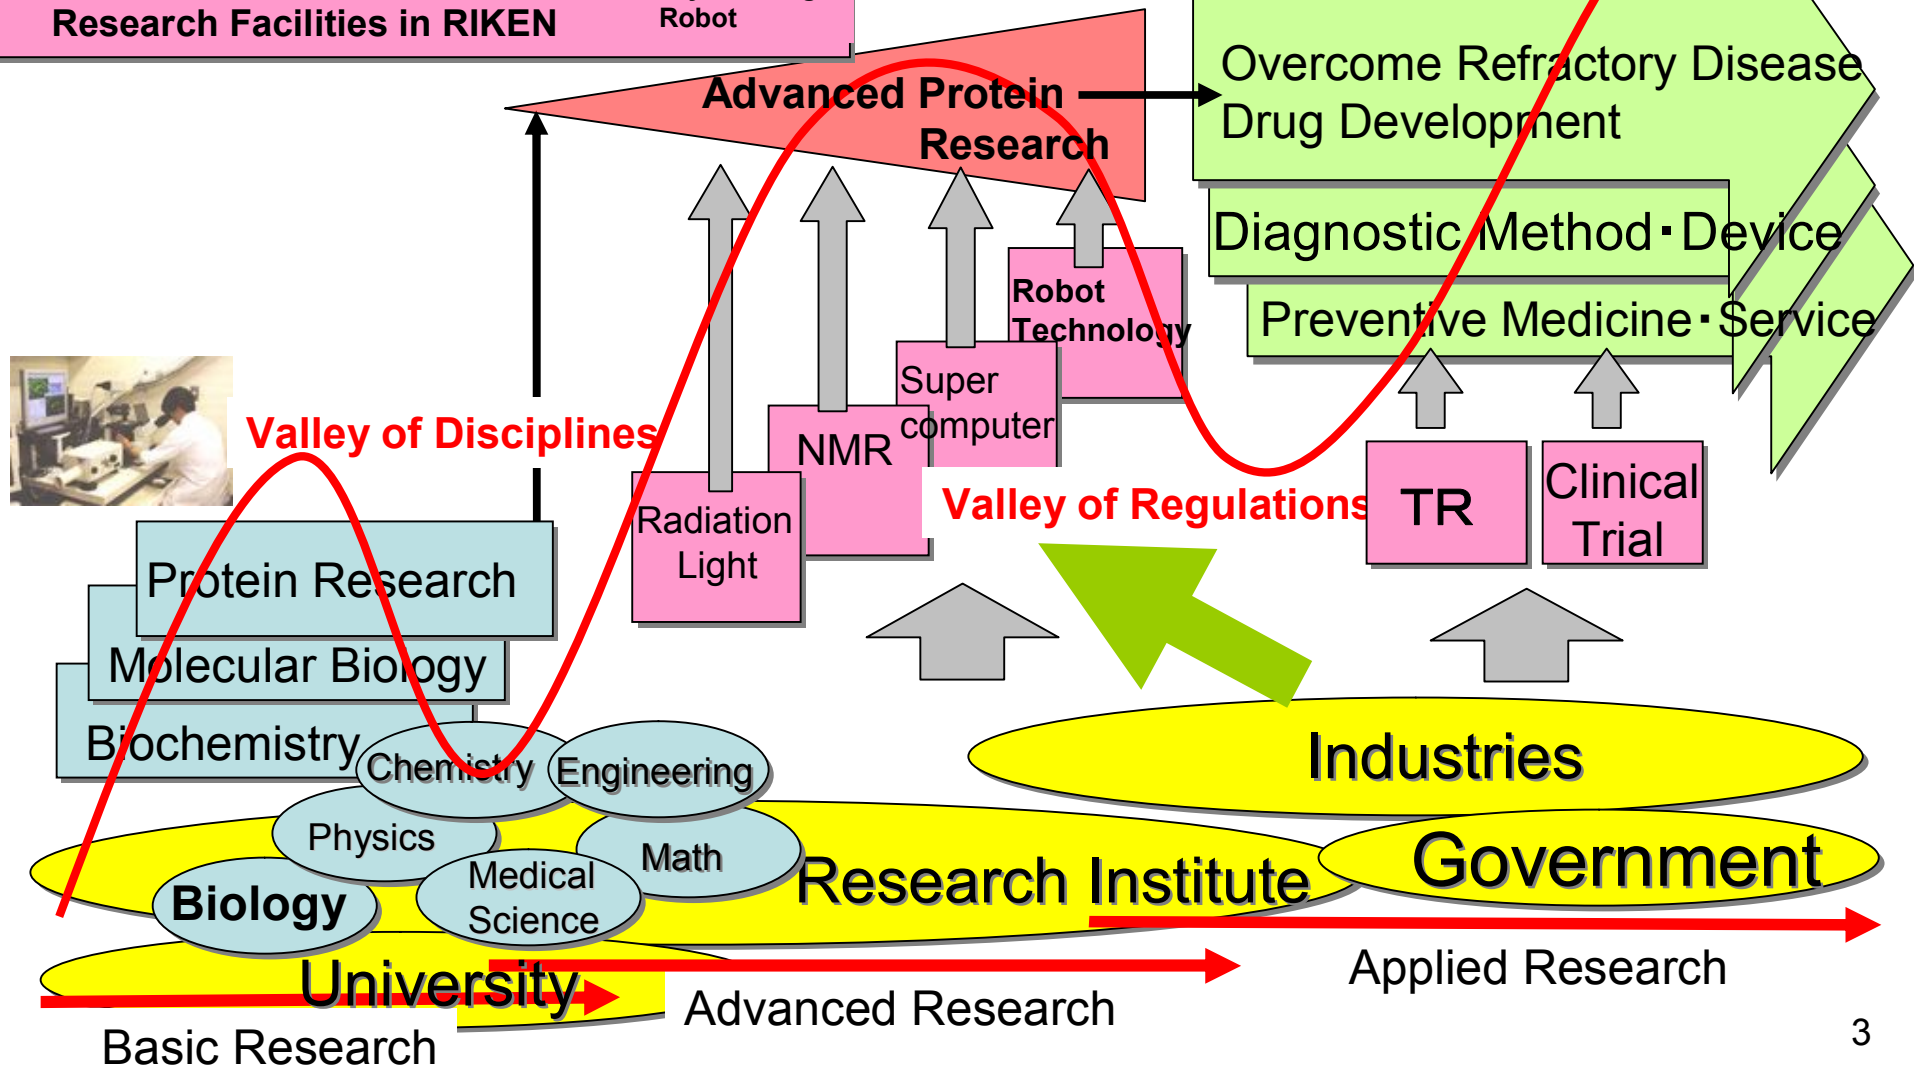 Research Facilities in RIKEN
Robot
Overcome Refractory Disease
Drug Development
Advanced Protein
Research
Diagnostic Method・Device
Preventive Medicine・Service
Robot
Technology
Super
computer
NMR
Radiation
Light
Valley of Disciplines
Valley of Regulations
TR
Clinical
Trial
Protein Research
Molecular Biology
Biochemistry
Chemistry
Engineering
Physics
Math
Medical
Science
Biology
Industries
Research Institute
Government
University
Applied Research
Advanced Research
Basic Research
3